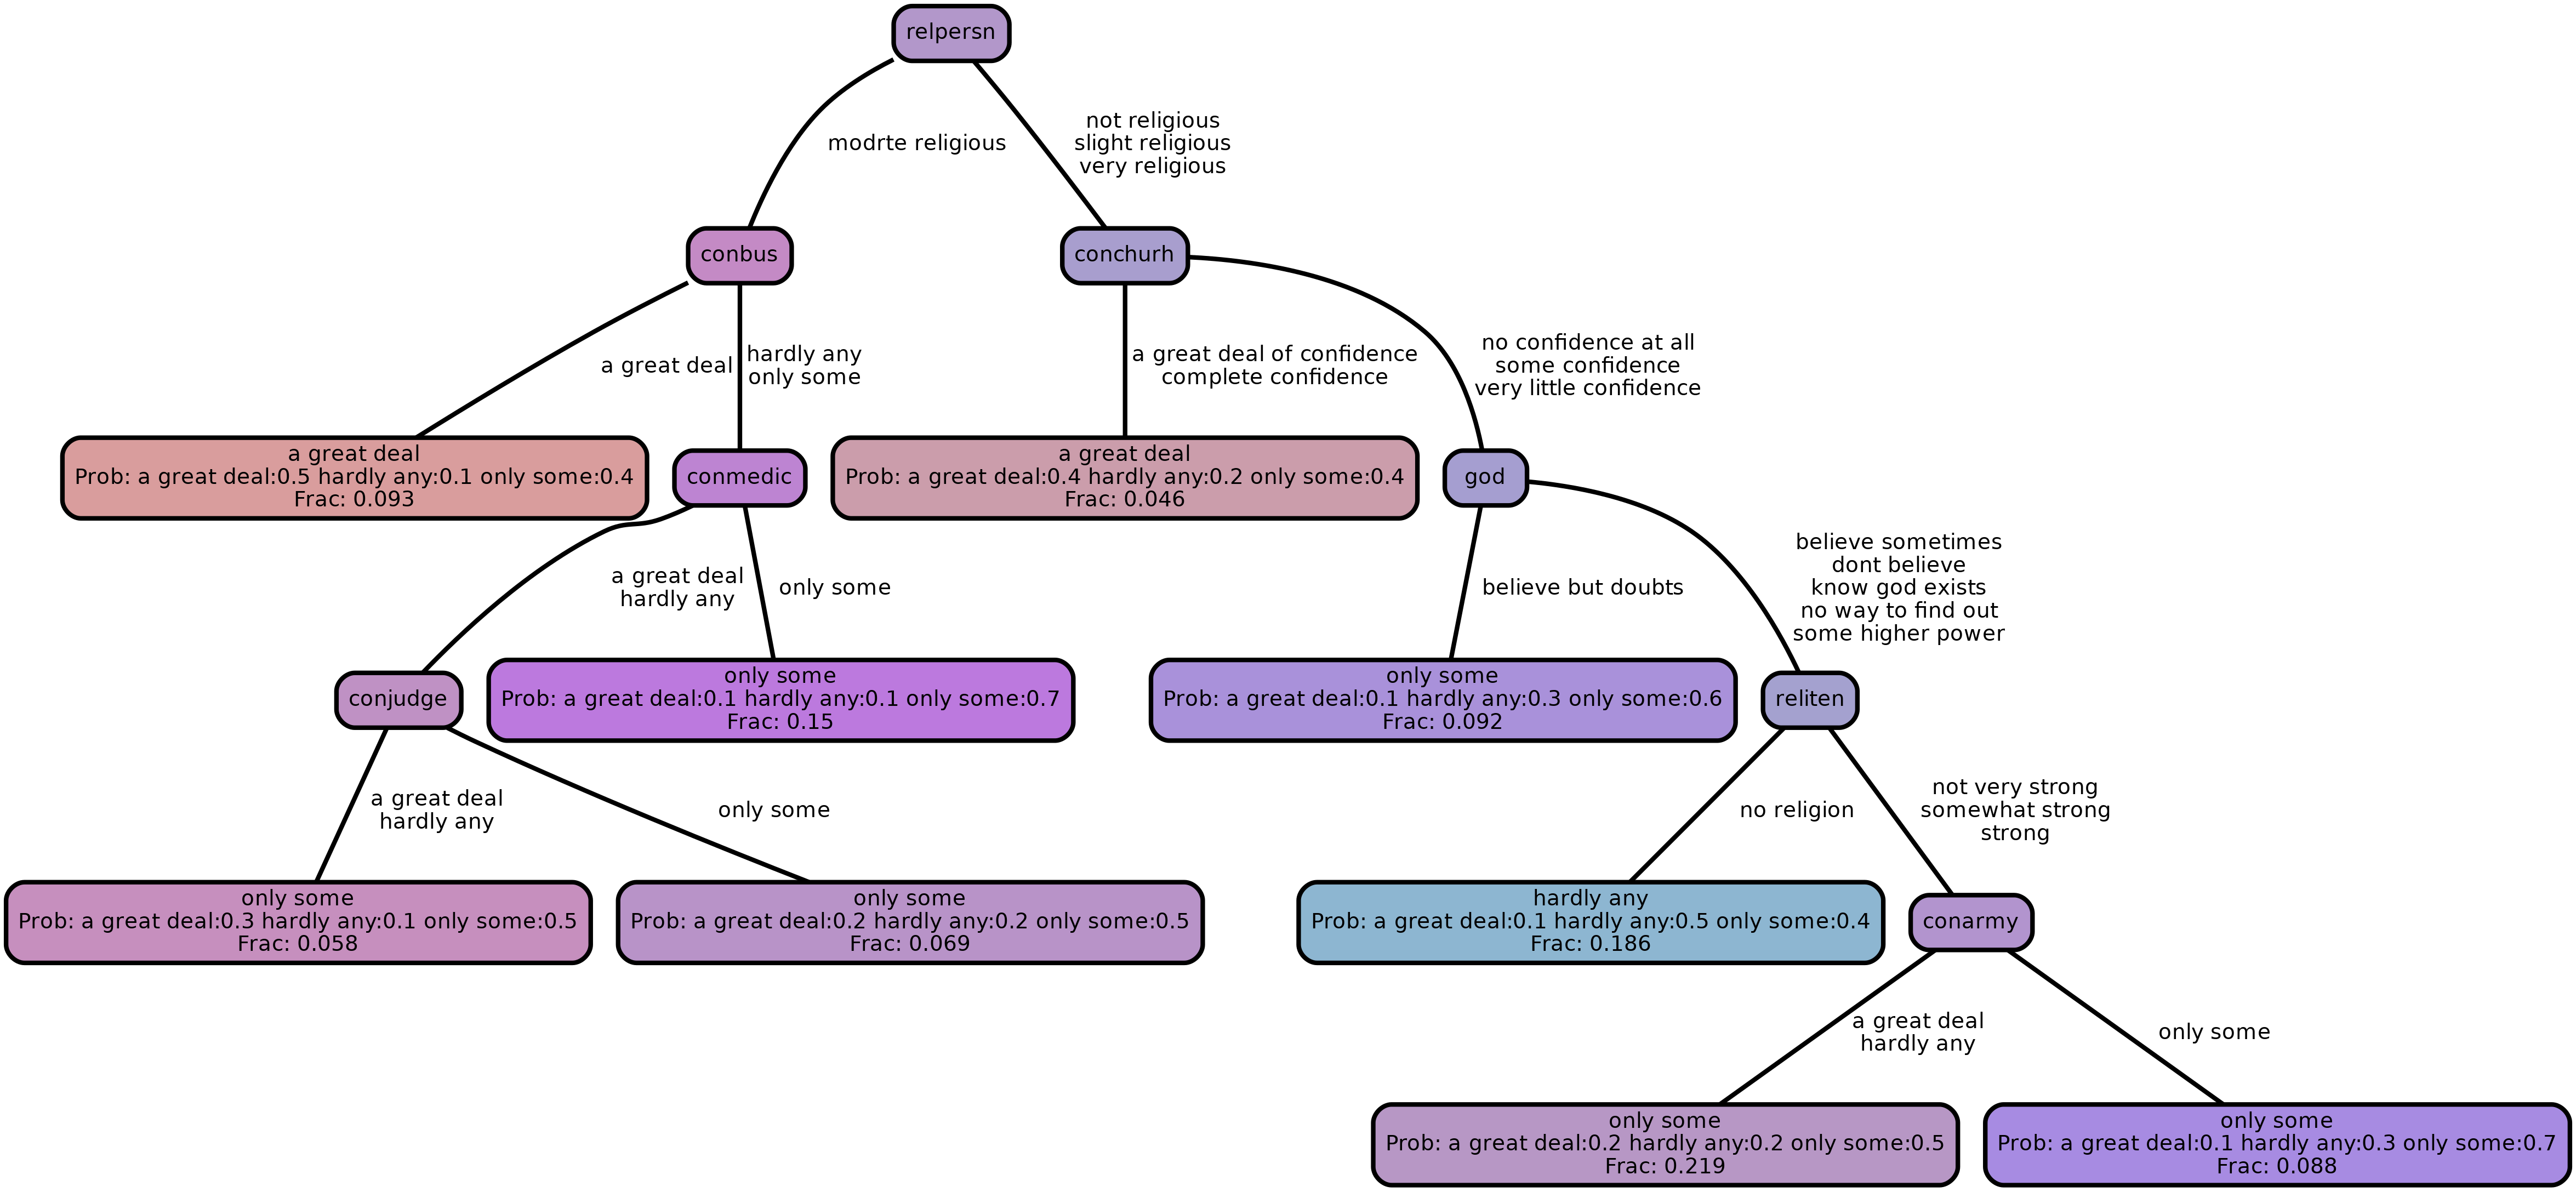 relpersn
modrte religious
not religious
slight religious
very religious
conbus
conchurh
a great deal
hardly any
only some
a great deal of confidence
complete confidence
no confidence at all
some confidence
very little confidence
a great deal
Prob: a great deal:0.5 hardly any:0.1 only some:0.4
Frac: 0.093
conmedic
a great deal
Prob: a great deal:0.4 hardly any:0.2 only some:0.4
Frac: 0.046
god
a great deal
hardly any
only some
believe but doubts
believe sometimes
dont believe
know god exists
no way to find out
some higher power
conjudge
only some
Prob: a great deal:0.1 hardly any:0.1 only some:0.7
Frac: 0.15
only some
Prob: a great deal:0.1 hardly any:0.3 only some:0.6
Frac: 0.092
reliten
a great deal
hardly any
only some
no religion
not very strong
somewhat strong
strong
only some
Prob: a great deal:0.3 hardly any:0.1 only some:0.5
Frac: 0.058
only some
Prob: a great deal:0.2 hardly any:0.2 only some:0.5
Frac: 0.069
hardly any
Prob: a great deal:0.1 hardly any:0.5 only some:0.4
Frac: 0.186
conarmy
a great deal
hardly any
only some
only some
Prob: a great deal:0.2 hardly any:0.2 only some:0.5
Frac: 0.219
only some
Prob: a great deal:0.1 hardly any:0.3 only some:0.7
Frac: 0.088